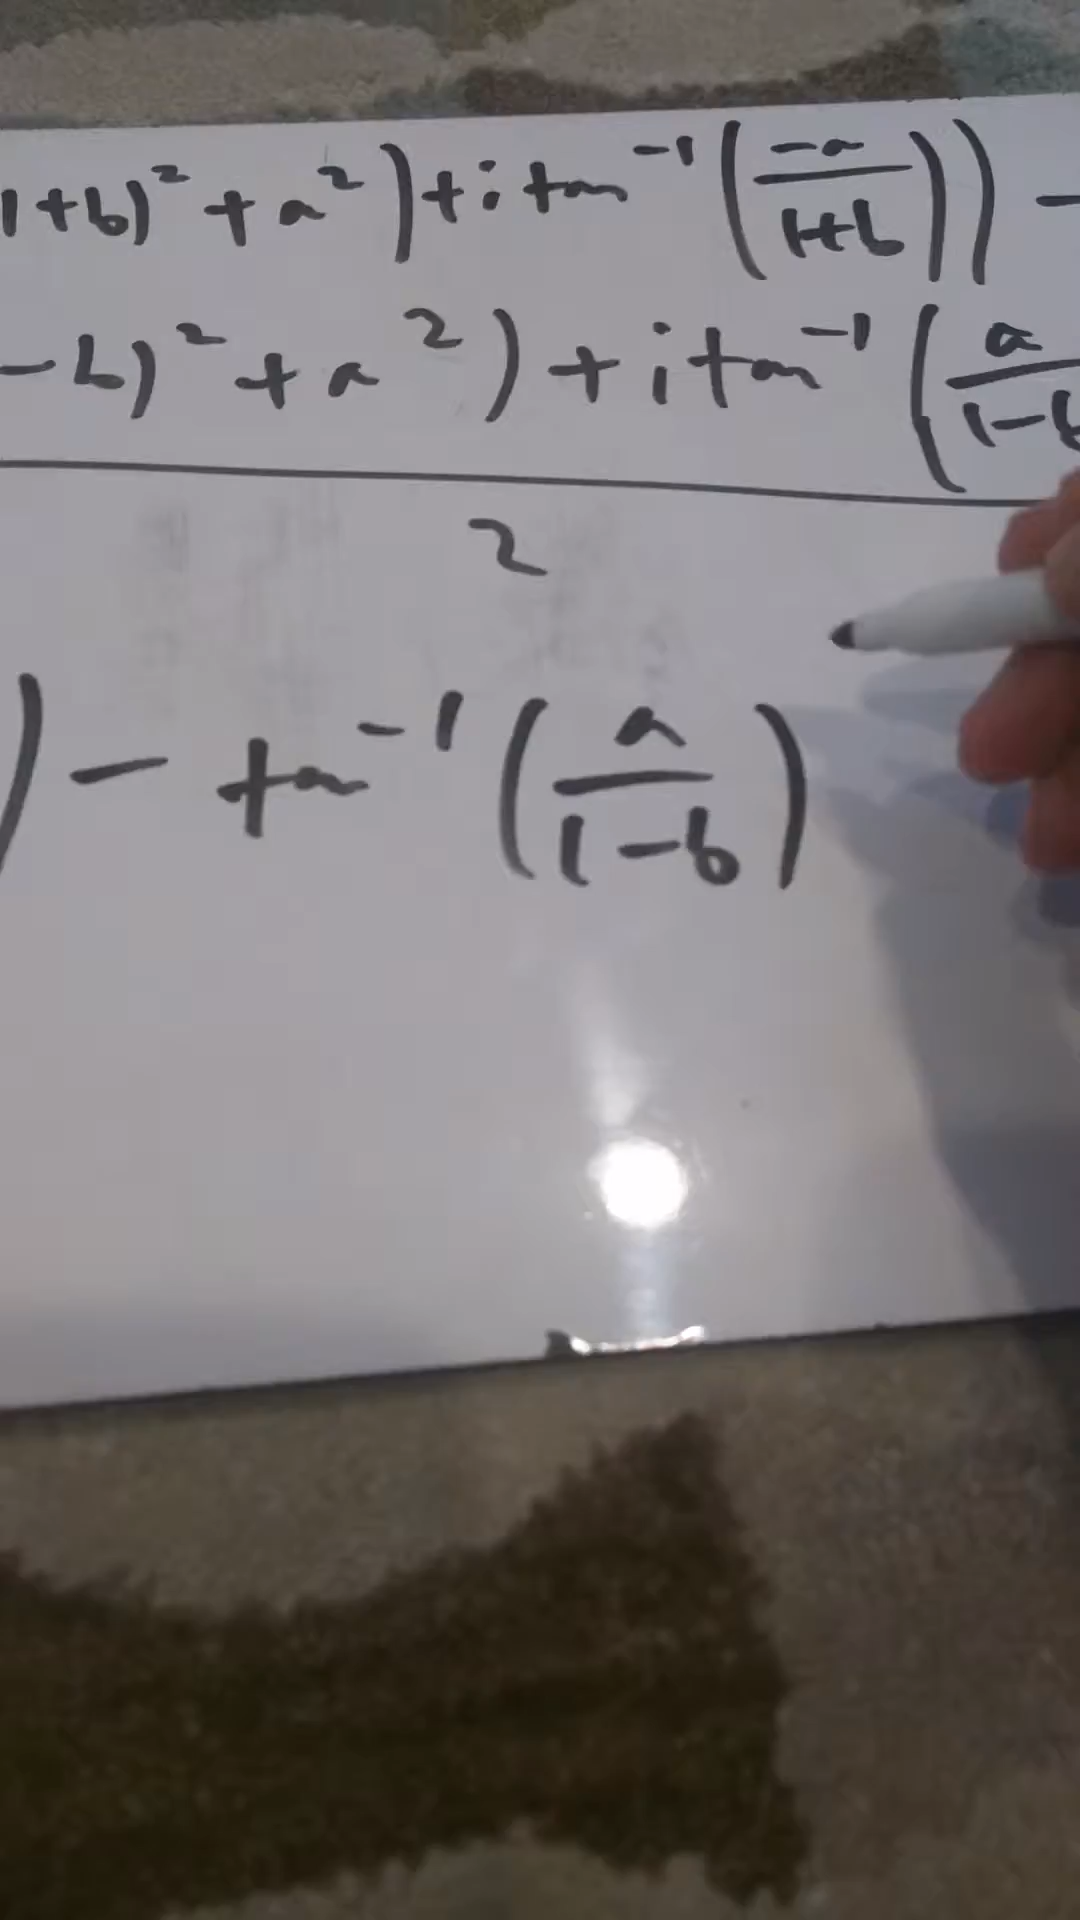 1+b)² + a²) + i tan⁻¹(-a/(1+b))) -
-b)² + a²) + i tan⁻¹(a/(1-b
2
) - tan⁻¹(a/(1-b))